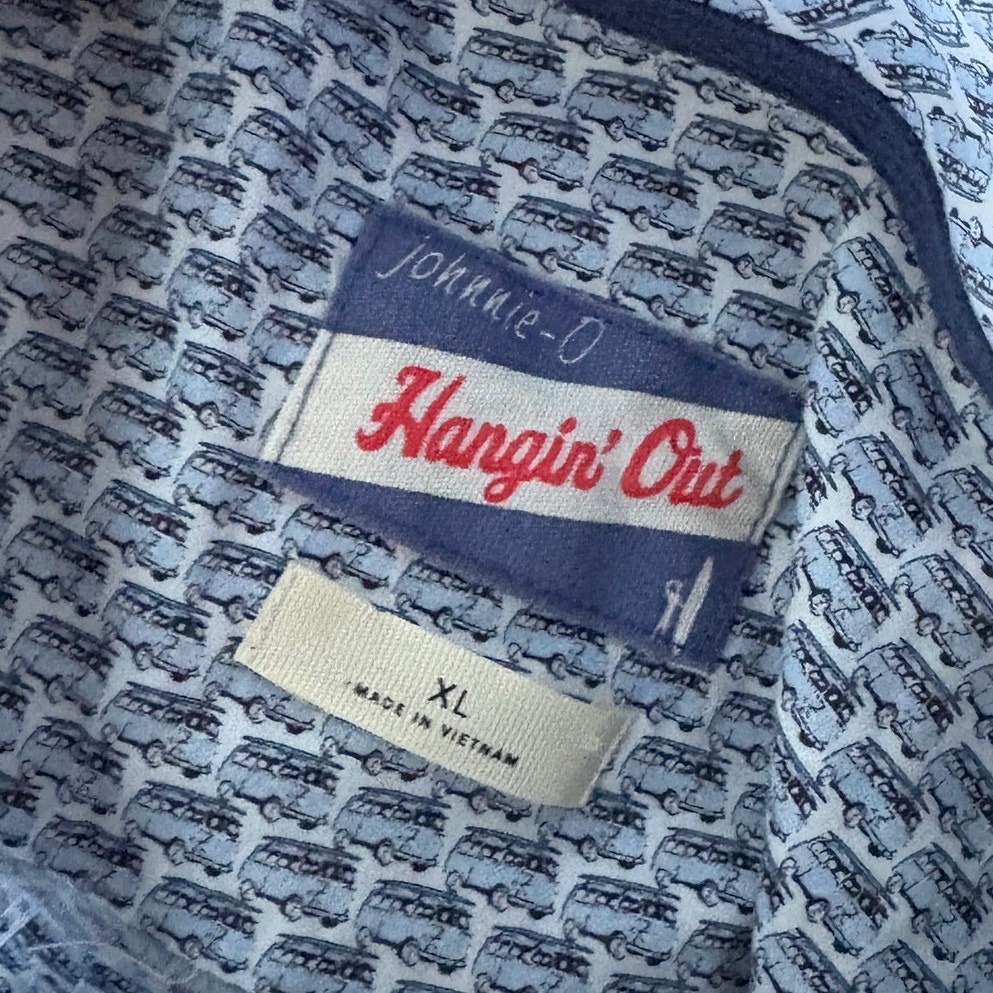 johnnie-O
Hangin' Out
XL
MADE IN VIETNAM